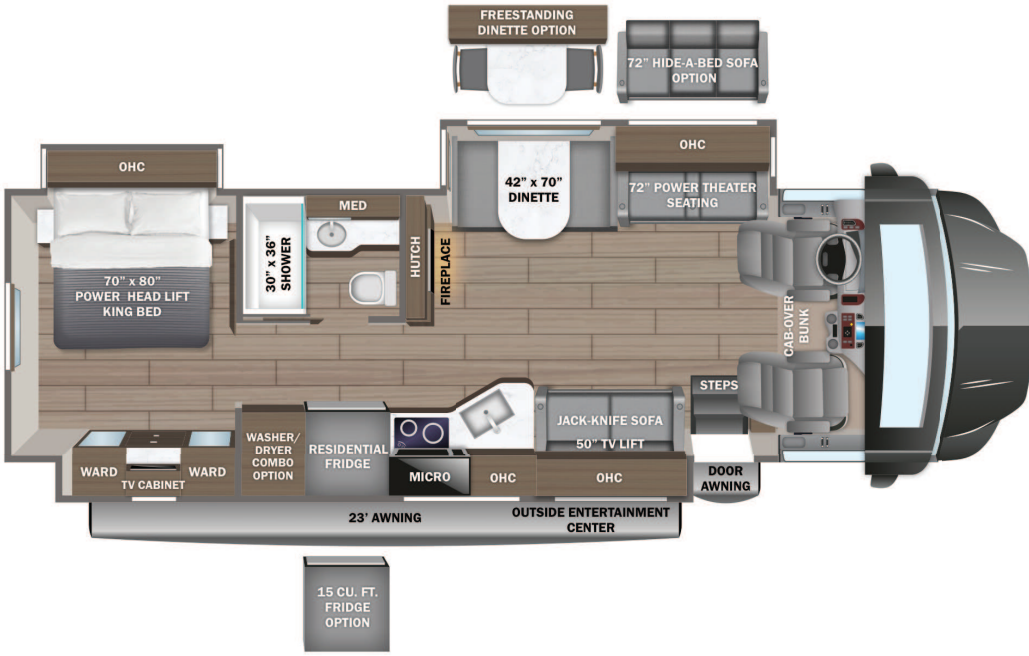 FREESTANDING
DINETTE OPTION
72" HIDE-A-BED SOFA
OPTION
OHC
OHC
42" x 70"
DINETTE
72" POWER THEATER
SEATING
MED
30" x 36"
SHOWER
HUTCH
FIREPLACE
70" x 80"
POWER HEAD LIFT
KING BED
CAB-OVER
BUNK
STEPS
WASHER/
DRYER
COMBO
OPTION
RESIDENTIAL
FRIDGE
JACK-KNIFE SOFA
50" TV LIFT
WARD
WARD
TV CABINET
MICRO
OHC
OHC
DOOR
AWNING
23' AWNING
OUTSIDE ENTERTAINMENT
CENTER
15 CU. FT.
FRIDGE
OPTION